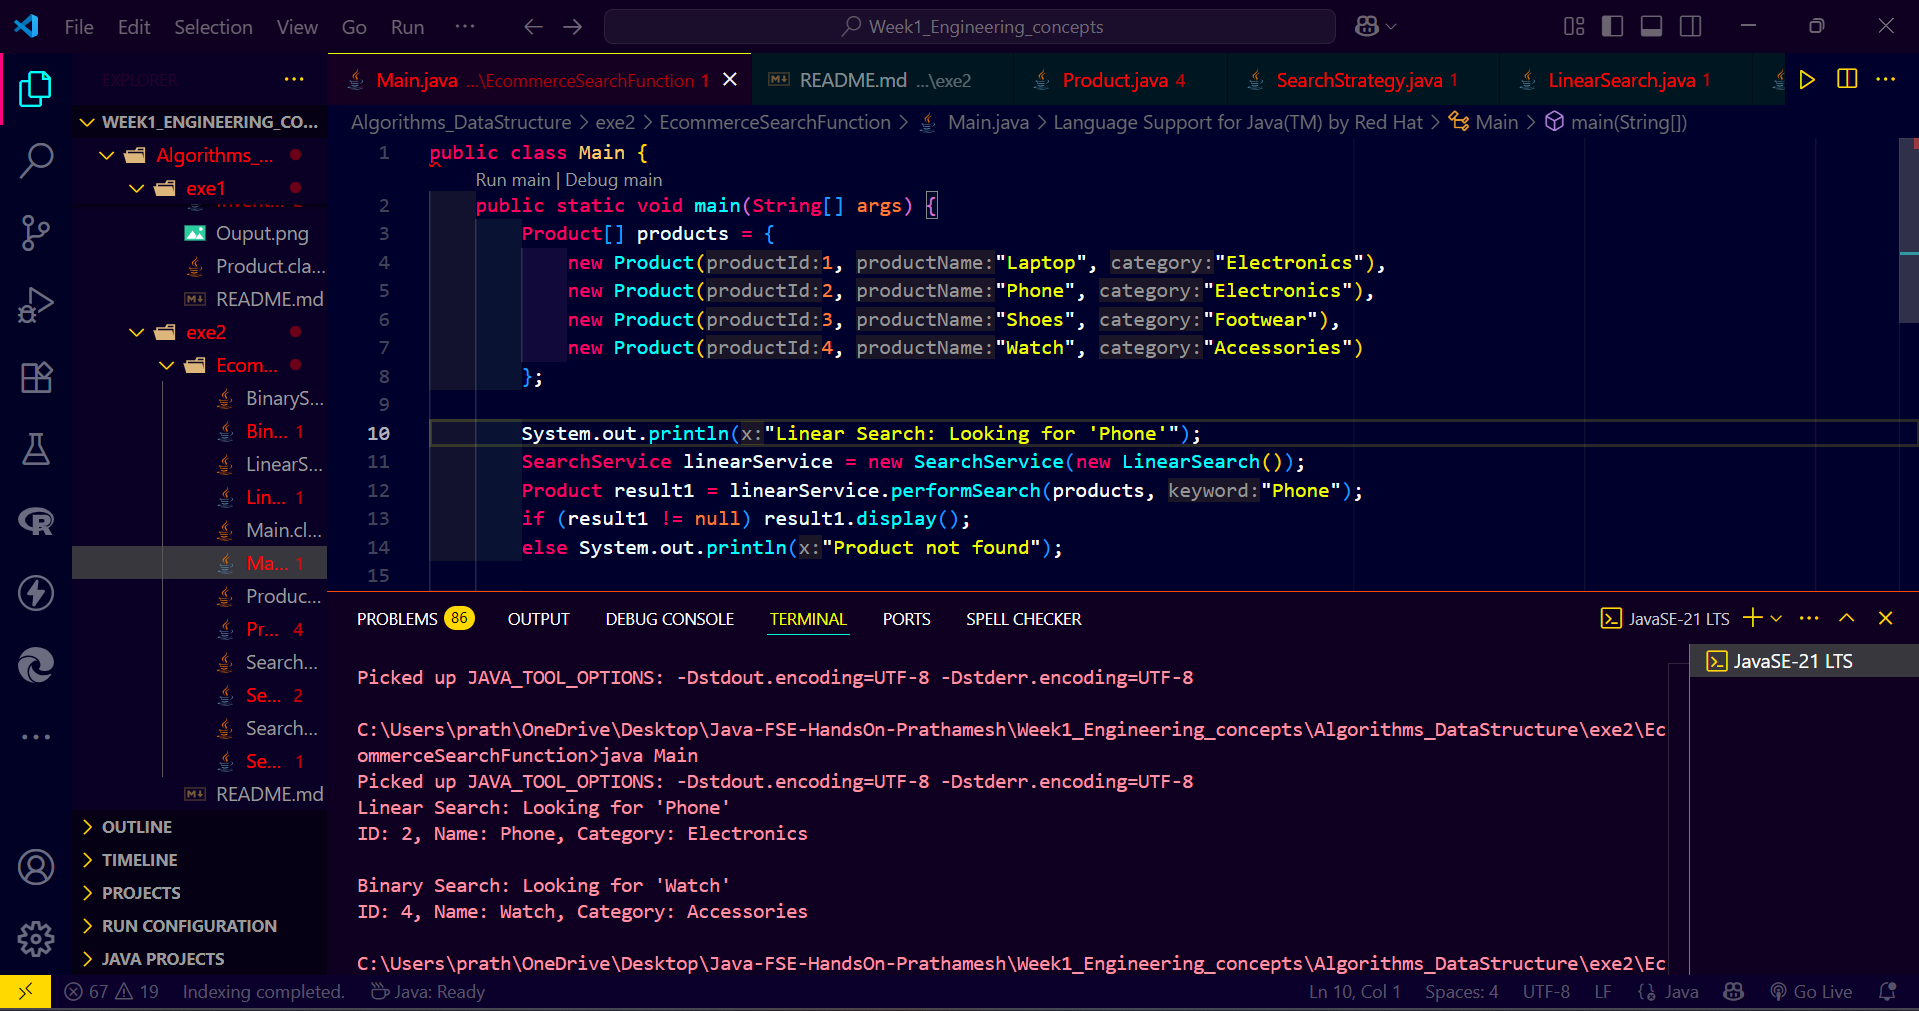 File Edit Selection View Go Run ··· Week1_Engineering_concepts
EXPLORER ···
Main.java ...\EcommerceSearchFunction 1 README.md ...\exe2 Product.java 4 SearchStrategy.java 1 LinearSearch.java 1 ···
WEEK1_ENGINEERING_CO...
Algorithms_DataStructure > exe2 > EcommerceSearchFunction > Main.java > Language Support for Java(TM) by Red Hat > Main > main(String[])
Algorithms_...
exe1
Ouput.png
Product.cla...
README.md
exe2
Ecom...
BinaryS...
Bin... 1
LinearS...
Lin... 1
Main.cl...
Ma... 1
Produc...
Pr... 4
Search...
Se... 2
Search...
Se... 1
README.md
OUTLINE
TIMELINE
PROJECTS
RUN CONFIGURATION
JAVA PROJECTS
1 public class Main {
Run main | Debug main
2 public static void main(String[] args) {
3 Product[] products = {
4 new Product(productId:1, productName:"Laptop", category:"Electronics"),
5 new Product(productId:2, productName:"Phone", category:"Electronics"),
6 new Product(productId:3, productName:"Shoes", category:"Footwear"),
7 new Product(productId:4, productName:"Watch", category:"Accessories")
8 };
9
10 System.out.println(x:"Linear Search: Looking for 'Phone'");
11 SearchService linearService = new SearchService(new LinearSearch());
12 Product result1 = linearService.performSearch(products, keyword:"Phone");
13 if (result1 != null) result1.display();
14 else System.out.println(x:"Product not found");
15
PROBLEMS 86 OUTPUT DEBUG CONSOLE TERMINAL PORTS SPELL CHECKER JavaSE-21 LTS
JavaSE-21 LTS
Picked up JAVA_TOOL_OPTIONS: -Dstdout.encoding=UTF-8 -Dstderr.encoding=UTF-8
C:\Users\prath\OneDrive\Desktop\Java-FSE-HandsOn-Prathamesh\Week1_Engineering_concepts\Algorithms_DataStructure\exe2\Ec
ommerceSearchFunction>java Main
Picked up JAVA_TOOL_OPTIONS: -Dstdout.encoding=UTF-8 -Dstderr.encoding=UTF-8
Linear Search: Looking for 'Phone'
ID: 2, Name: Phone, Category: Electronics
Binary Search: Looking for 'Watch'
ID: 4, Name: Watch, Category: Accessories
C:\Users\prath\OneDrive\Desktop\Java-FSE-HandsOn-Prathamesh\Week1_Engineering_concepts\Algorithms_DataStructure\exe2\Ec
67 19 Indexing completed. Java: Ready Ln 10, Col 1 Spaces: 4 UTF-8 LF Java Go Live